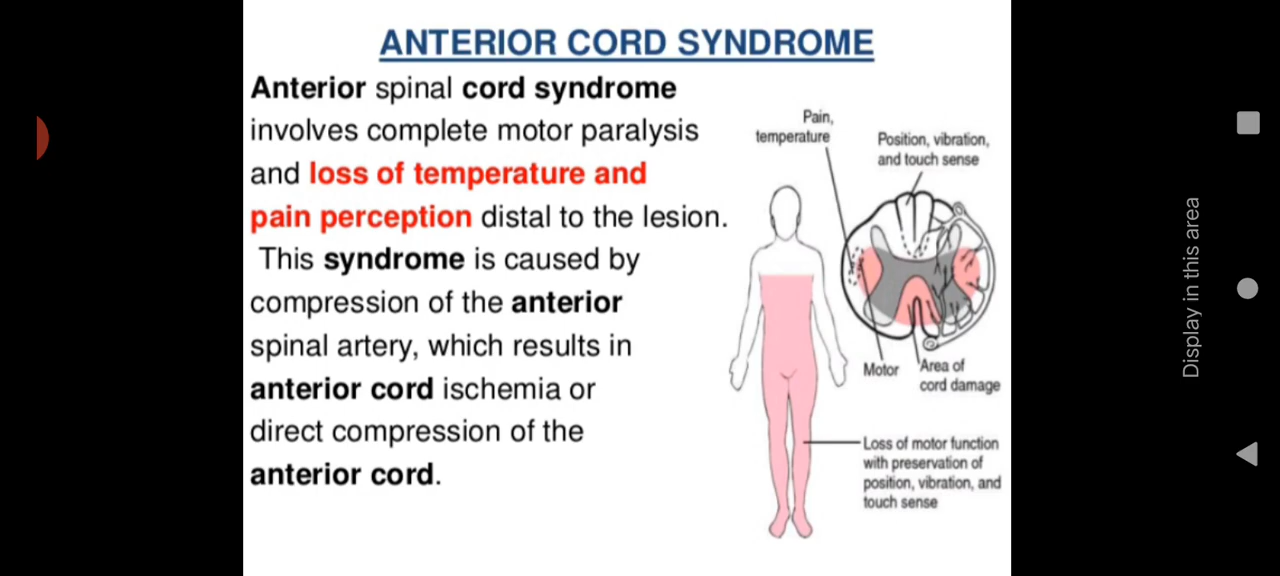 ANTERIOR CORD SYNDROME
Anterior spinal cord syndrome
involves complete motor paralysis
and loss of temperature and
pain perception distal to the lesion.
This syndrome is caused by
compression of the anterior
spinal artery, which results in
anterior cord ischemia or
direct compression of the
anterior cord.
Pain,
temperature
Position, vibration,
and touch sense
Motor
Area of
cord damage
Loss of motor function
with preservation of
position, vibration, and
touch sense
Display in this area